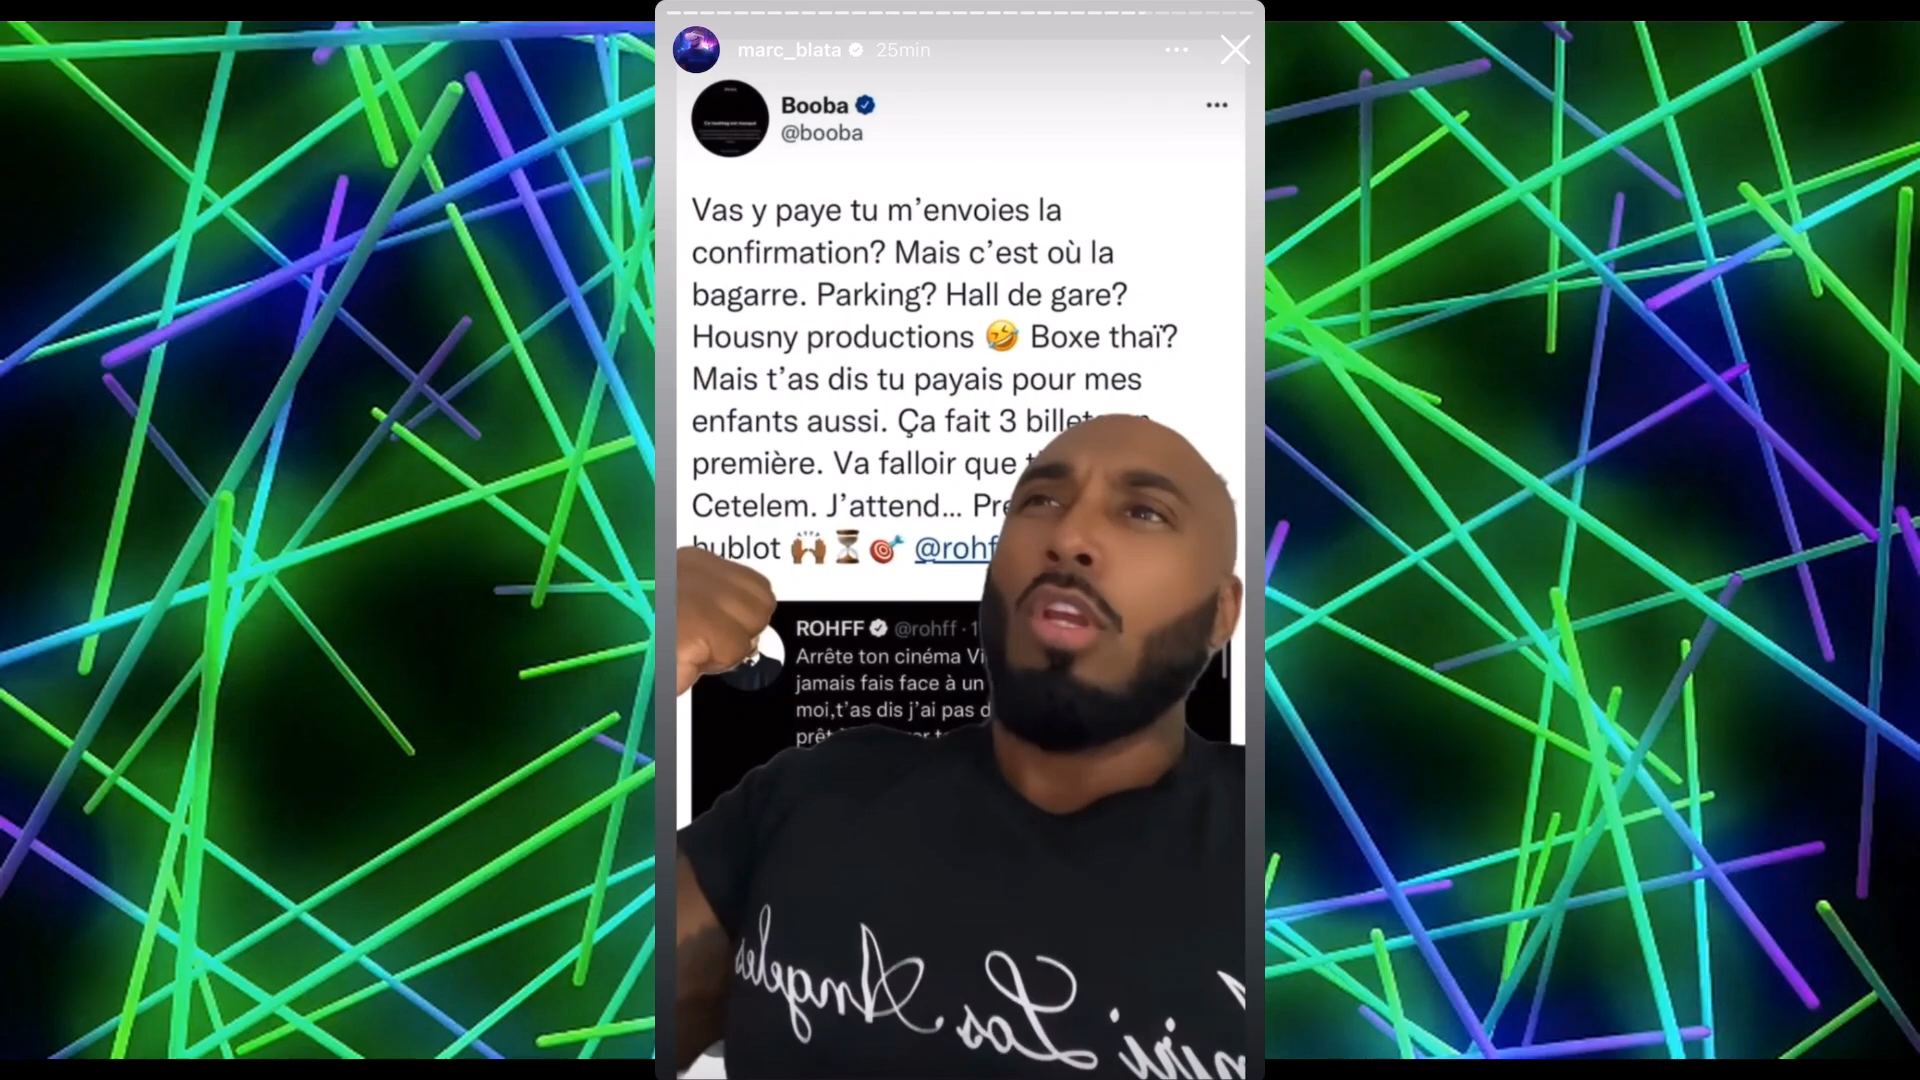 marc_blata 25min
Booba
@booba
Vas y paye tu m’envoies la
confirmation? Mais c’est où la
bagarre. Parking? Hall de gare?
Housny productions 🤣 Boxe thaï?
Mais t’as dis tu payais pour mes
enfants aussi. Ça fait 3 billets
première. Va falloir que
Cetelem. J’attend...
hublot 🙌🏾⏳🎯 @rohf
ROHFF @rohff · 1
Arrête ton cinéma
jamais fais face à un
moi,t’as dis j’ai pas
Amiri Los Angeles